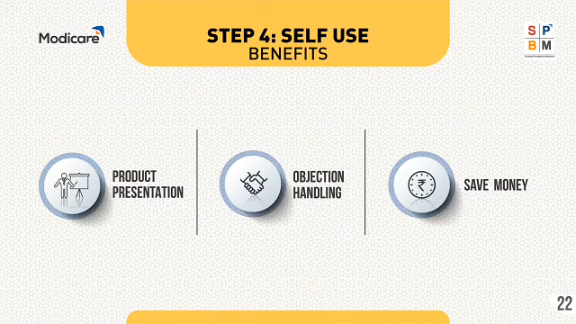 Modicare
STEP 4: SELF USE
BENEFITS
S P
B M
PRODUCT
PRESENTATION
OBJECTION
HANDLING
₹
SAVE MONEY
22